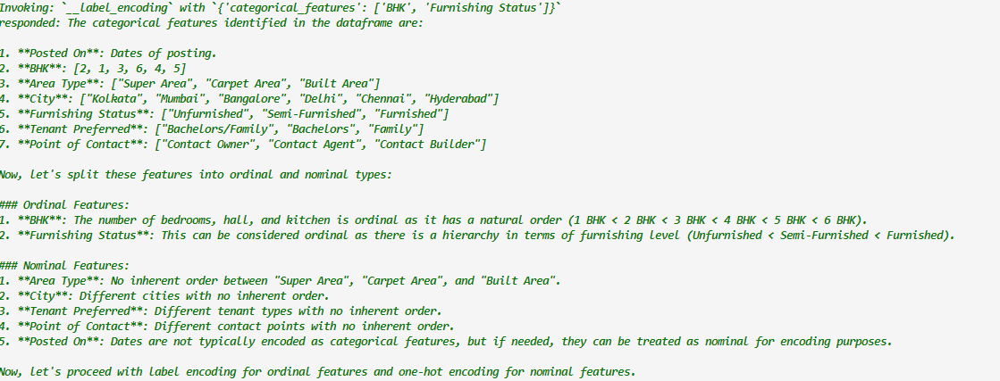 Invoking: `__label_encoding` with `{'categorical_features': ['BHK', 'Furnishing Status']}`
responded: The categorical features identified in the dataframe are:
1. **Posted On**: Dates of posting.
2. **BHK**: [2, 1, 3, 6, 4, 5]
3. **Area Type**: ["Super Area", "Carpet Area", "Built Area"]
4. **City**: ["Kolkata", "Mumbai", "Bangalore", "Delhi", "Chennai", "Hyderabad"]
5. **Furnishing Status**: ["Unfurnished", "Semi-Furnished", "Furnished"]
6. **Tenant Preferred**: ["Bachelors/Family", "Bachelors", "Family"]
7. **Point of Contact**: ["Contact Owner", "Contact Agent", "Contact Builder"]
Now, let's split these features into ordinal and nominal types:
### Ordinal Features:
1. **BHK**: The number of bedrooms, hall, and kitchen is ordinal as it has a natural order (1 BHK < 2 BHK < 3 BHK < 4 BHK < 5 BHK < 6 BHK).
2. **Furnishing Status**: This can be considered ordinal as there is a hierarchy in terms of furnishing level (Unfurnished < Semi-Furnished < Furnished).
### Nominal Features:
1. **Area Type**: No inherent order between "Super Area", "Carpet Area", and "Built Area".
2. **City**: Different cities with no inherent order.
3. **Tenant Preferred**: Different tenant types with no inherent order.
4. **Point of Contact**: Different contact points with no inherent order.
5. **Posted On**: Dates are not typically encoded as categorical features, but if needed, they can be treated as nominal for encoding purposes.
Now, let's proceed with label encoding for ordinal features and one-hot encoding for nominal features.